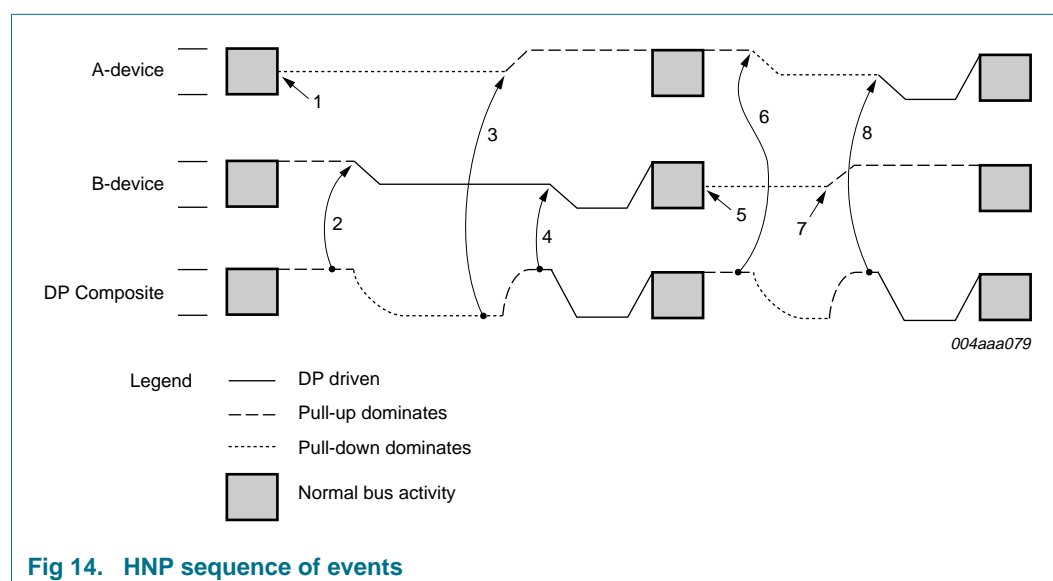 A-device
1
3
6
8
B-device
2
4
5
7
DP Composite
004aaa079
Legend
DP driven
Pull-up dominates
Pull-down dominates
Normal bus activity
Fig 14. HNP sequence of events